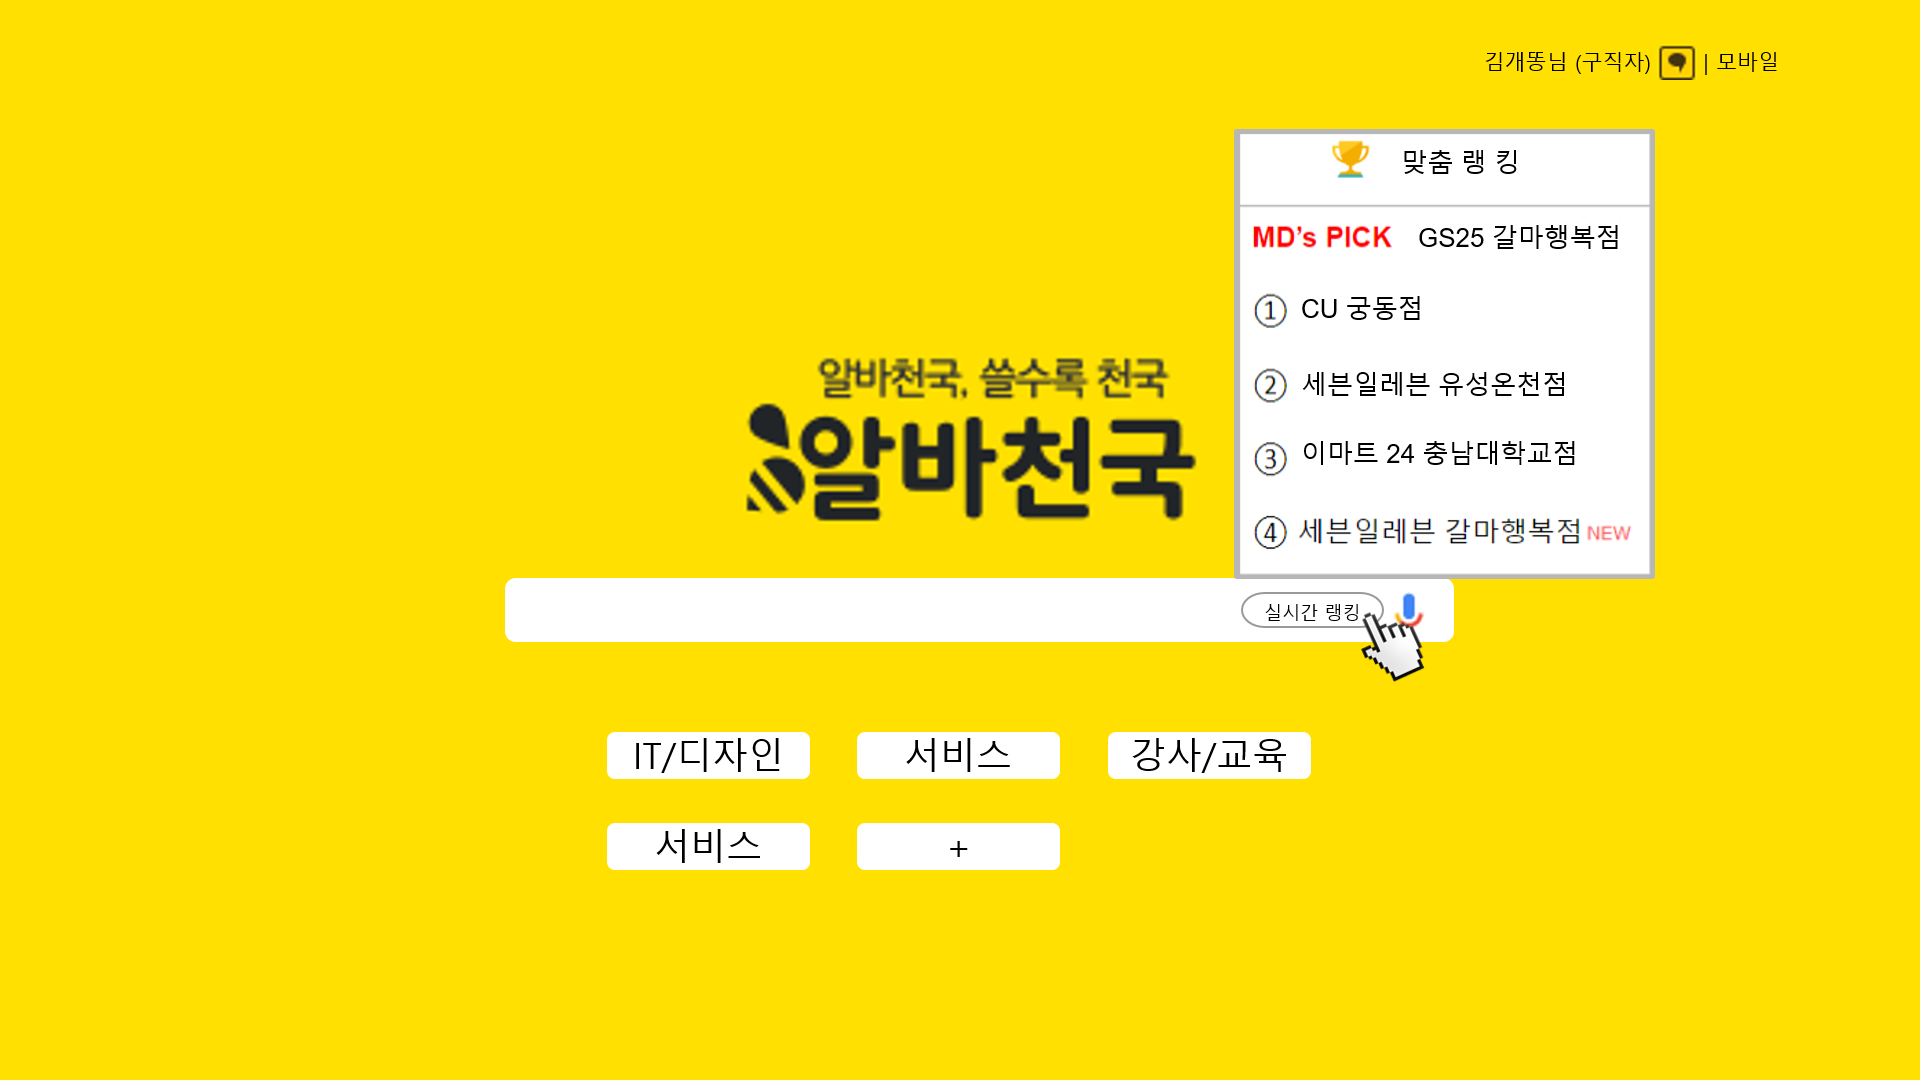 김개똥님 (구직자) | 모바일
맞춤 랭 킹
MD’s PICK GS25 갈마행복점
① CU 궁동점
② 세븐일레븐 유성온천점
③ 이마트 24 충남대학교점
④ 세븐일레븐 갈마행복점 NEW
알바천국, 쓸수록 천국
알바천국
실시간 랭킹
IT/디자인 서비스 강사/교육
서비스 +